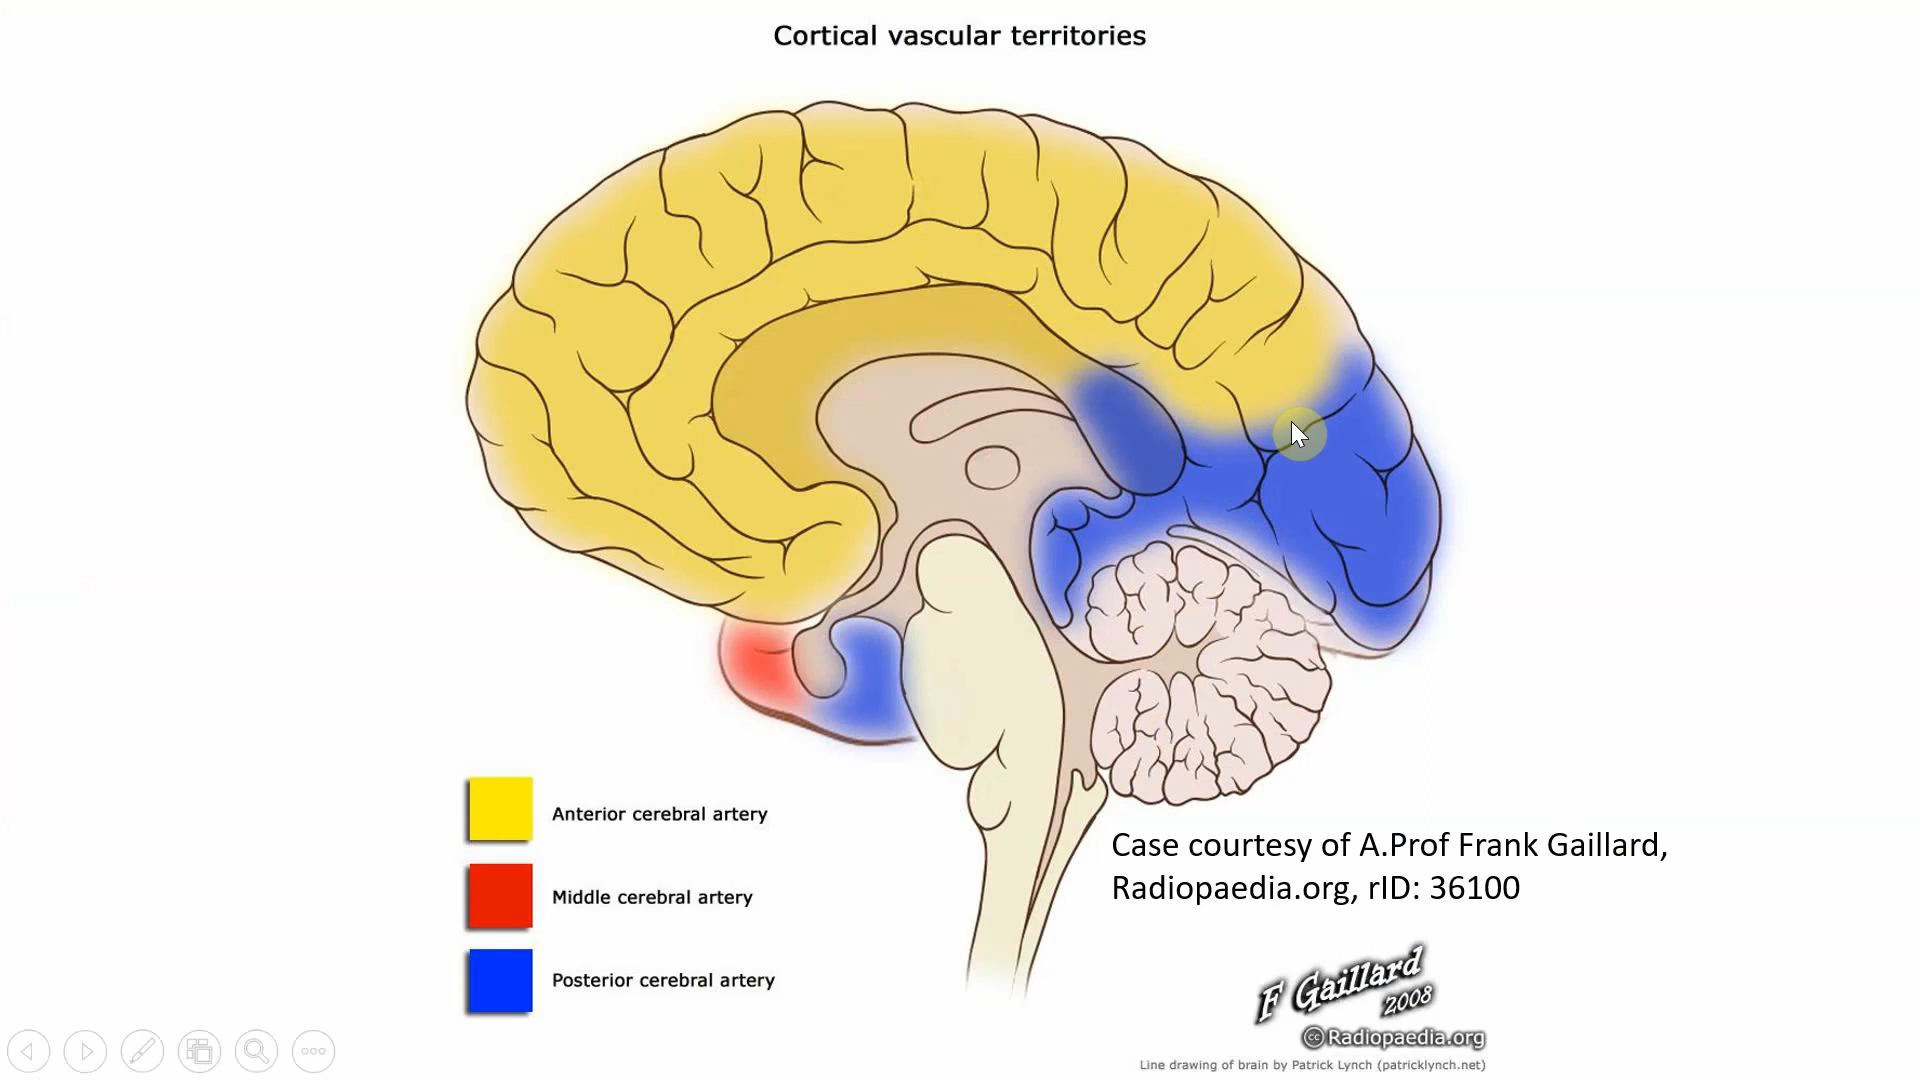 Cortical vascular territories
Anterior cerebral artery
Middle cerebral artery
Posterior cerebral artery
Case courtesy of A.Prof Frank Gaillard,
Radiopaedia.org, rID: 36100
F Gaillard
2008
cc Radiopaedia.org
Line drawing of brain by Patrick Lynch (patricklynch.net)